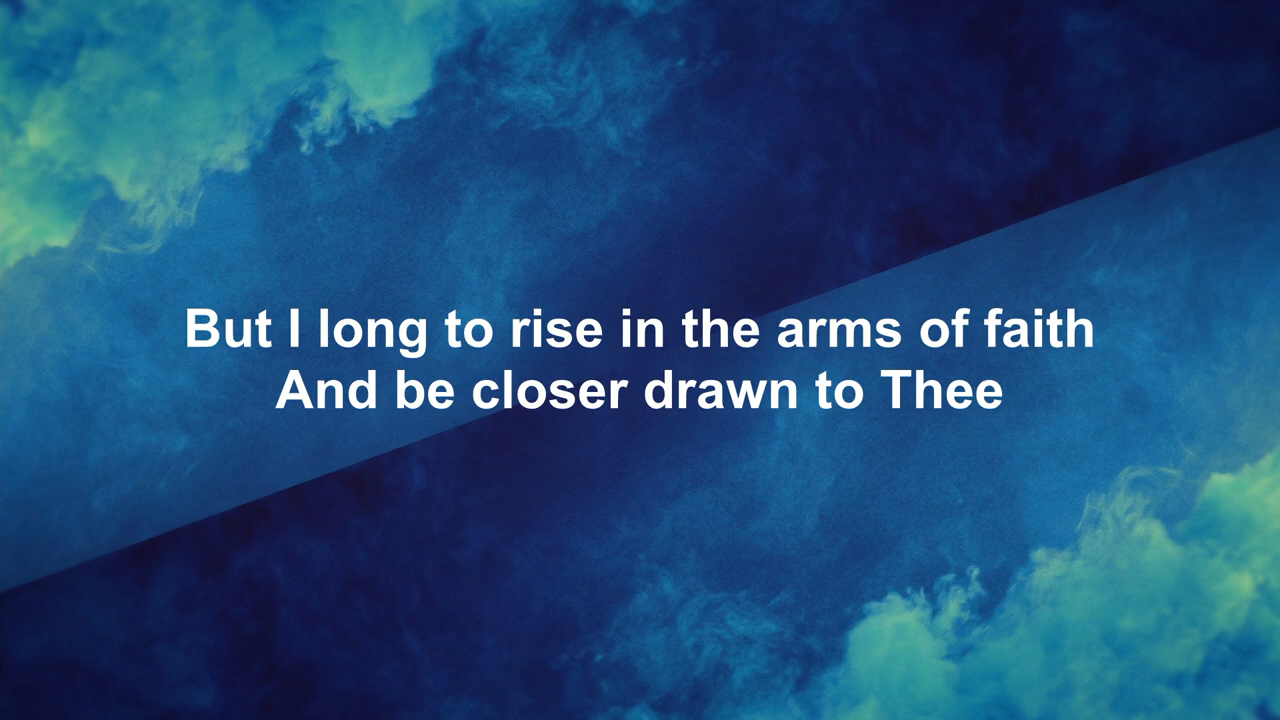 But I long to rise in the arms of faith
And be closer drawn to Thee